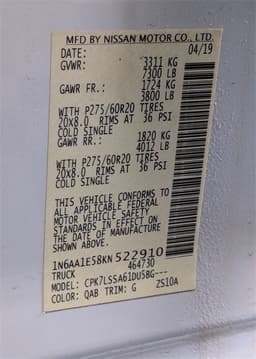 MFD BY NISSAN MOTOR CO., LTD.
DATE: 04/19
GVWR: 3311 KG
7300 LB
GAWR FR.: 1724 KG
3800 LB
WITH P275/60R20 TIRES
20x8.0 RIMS AT 36 PSI
COLD SINGLE
GAWR RR.: 1820 KG
4012 LB
WITH P275/60R20 TIRES
20x8.0 RIMS AT 36 PSI
COLD SINGLE
THIS VEHICLE CONFORMS TO
ALL APPLICABLE FEDERAL
MOTOR VEHICLE SAFETY
STANDARDS IN EFFECT ON
THE DATE OF MANUFACTURE
SHOWN ABOVE.
1N6AA1E58KN522910
TRUCK 464730
MODEL: CPK7LSSA61DU5BG---
COLOR: QAB TRIM: G ZS10A